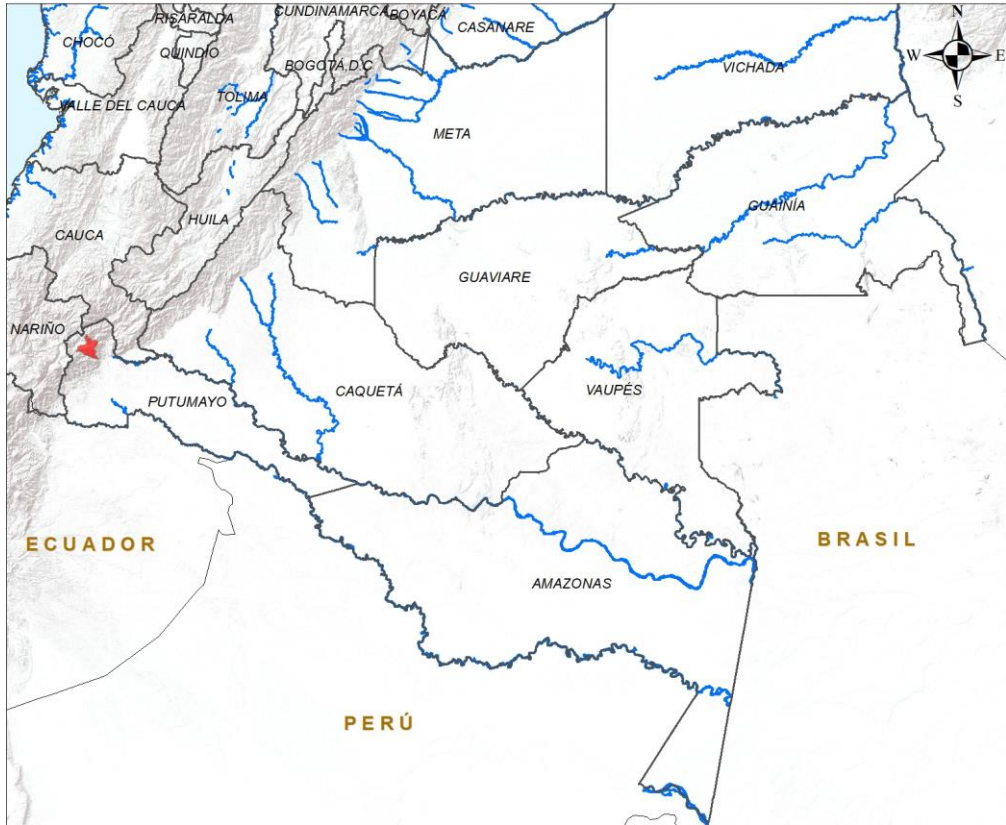 CUNDINAMARCA
BOYACÁ
RISARALDA
CASANARE
N
CHOCÓ
QUINDÍO
W
E
BOGOTÁ D.C
VICHADA
S
VALLE DEL CAUCA
TOLIMA
META
HUILA
GUAINÍA
CAUCA
GUAVIARE
NARIÑO
CAQUETÁ
VAUPÉS
PUTUMAYO
ECUADOR
BRASIL
AMAZONAS
PERÚ